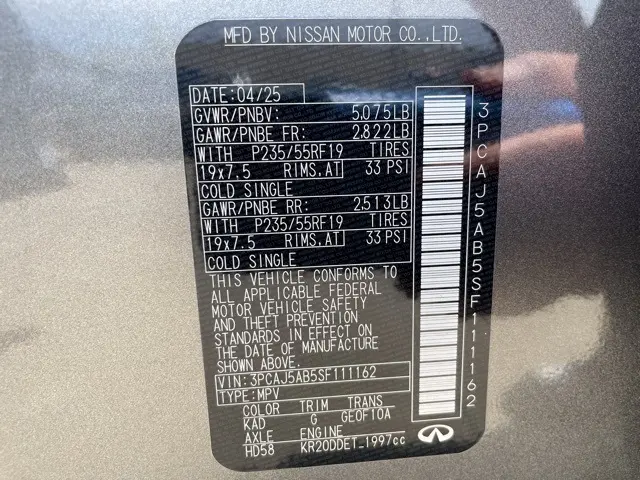 MFD BY NISSAN MOTOR CO.,LTD.
DATE:04/25
GVWR/PNBV: 5,075LB
GAWR/PNBE FR: 2,822LB
WITH P235/55RF19 TIRES
19x7.5 RIMS.AT 33 PSI
COLD SINGLE
GAWR/PNBE RR: 2,513LB
WITH P235/55RF19 TIRES
19x7.5 RIMS.AT 33 PSI
COLD SINGLE
THIS VEHICLE CONFORMS TO
ALL APPLICABLE FEDERAL
MOTOR VEHICLE SAFETY
AND THEFT PREVENTION
STANDARDS IN EFFECT ON
THE DATE OF MANUFACTURE
SHOWN ABOVE.
VIN: 3PCAJ5AB5SF111162
TYPE: MPV
COLOR TRIM TRANS
KAD G GE0F10A
AXLE ENGINE
HD58 KR20DDET 1997cc
3PCAJ5AB5SF111162